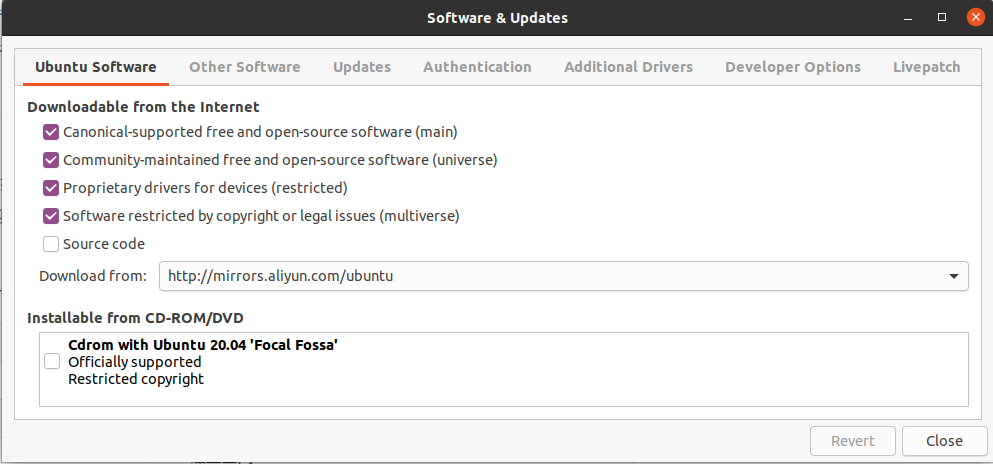 Software & Updates
Ubuntu Software Other Software Updates Authentication Additional Drivers Developer Options Livepatch
Downloadable from the Internet
Canonical-supported free and open-source software (main)
Community-maintained free and open-source software (universe)
Proprietary drivers for devices (restricted)
Software restricted by copyright or legal issues (multiverse)
Source code
Download from: http://mirrors.aliyun.com/ubuntu
Installable from CD-ROM/DVD
Cdrom with Ubuntu 20.04 'Focal Fossa'
Officially supported
Restricted copyright
Revert Close